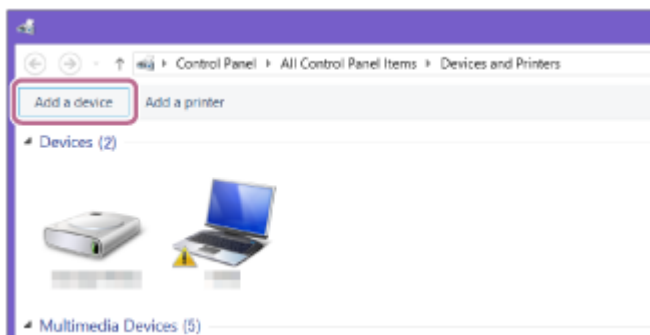 Control Panel All Control Panel Items Devices and Printers
Add a device Add a printer
Devices (2)
Multimedia Devices (5)